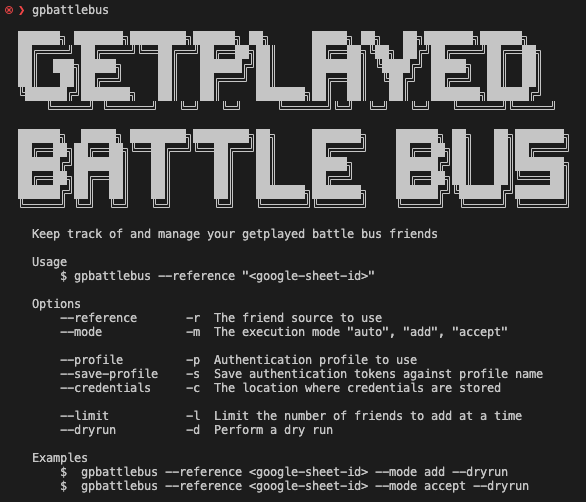 ⊗ ❯ gpbattlebus
GETPLAYED
BATTLE BUS
Keep track of and manage your getplayed battle bus friends
Usage
$ gpbattlebus --reference "<google-sheet-id>"
Options
--reference -r The friend source to use
--mode -m The execution mode "auto", "add", "accept"
--profile -p Authentication profile to use
--save-profile -s Save authentication tokens against profile name
--credentials -c The location where credentials are stored
--limit -l Limit the number of friends to add at a time
--dryrun -d Perform a dry run
Examples
$ gpbattlebus --reference <google-sheet-id> --mode add --dryrun
$ gpbattlebus --reference <google-sheet-id> --mode accept --dryrun